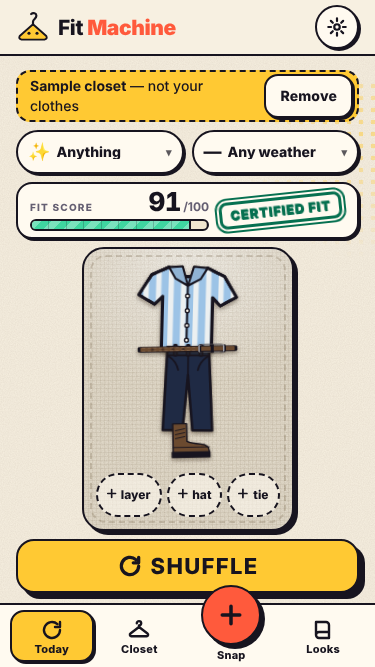 Fit Machine
Sample closet — not your
clothes
Remove
✨ Anything ▾
— Any weather ▾
FIT SCORE
91 /100
CERTIFIED FIT
+ layer
+ hat
+ tie
SHUFFLE
Today
Closet
+
Snap
Looks